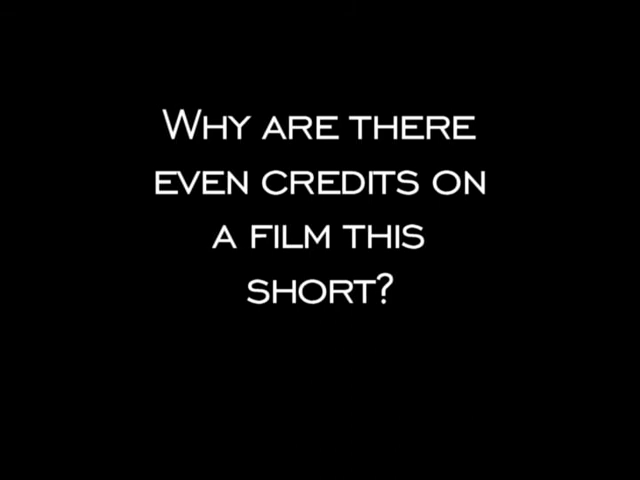 Why are there
even credits on
a film this
short?